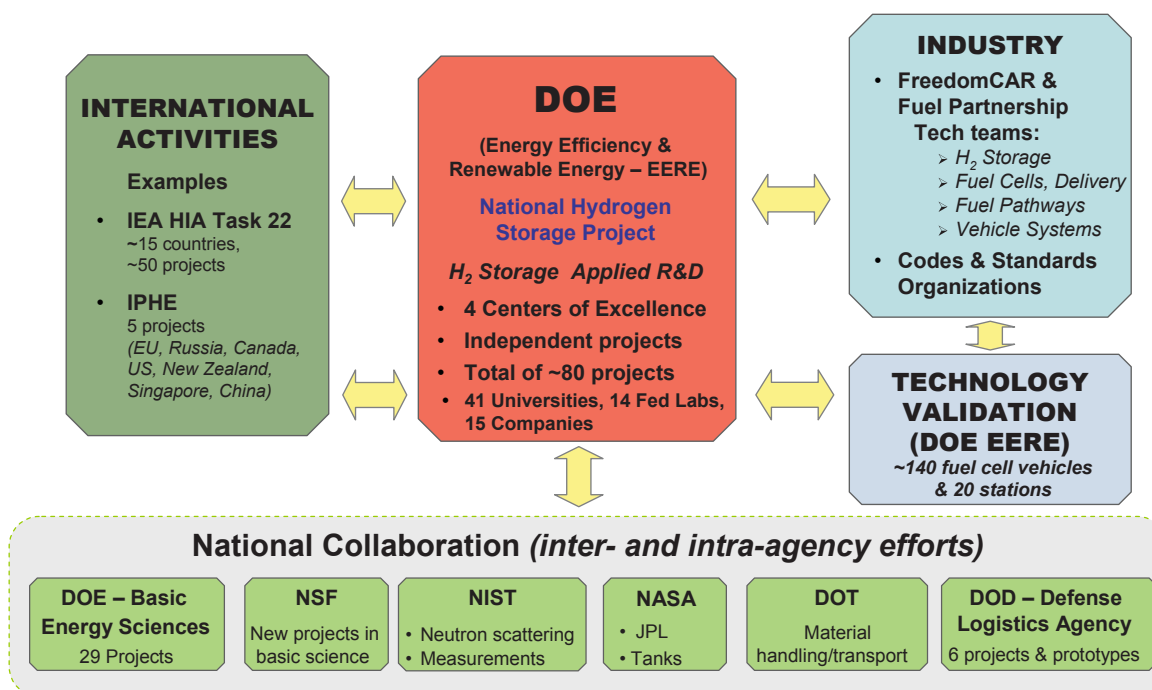 INTERNATIONAL
ACTIVITIES
Examples
• IEA HIA Task 22
~15 countries,
~50 projects
• IPHE
5 projects
(EU, Russia, Canada,
US, New Zealand,
Singapore, China)
DOE
(Energy Efficiency &
Renewable Energy – EERE)
National Hydrogen
Storage Project
H2 Storage Applied R&D
• 4 Centers of Excellence
• Independent projects
• Total of ~80 projects
• 41 Universities, 14 Fed Labs,
15 Companies
INDUSTRY
• FreedomCAR &
Fuel Partnership
Tech teams:
➢ H2 Storage
➢ Fuel Cells, Delivery
➢ Fuel Pathways
➢ Vehicle Systems
• Codes & Standards
Organizations
TECHNOLOGY
VALIDATION
(DOE EERE)
~140 fuel cell vehicles
& 20 stations
National Collaboration (inter- and intra-agency efforts)
DOE – Basic
Energy Sciences
29 Projects
NSF
New projects in
basic science
NIST
• Neutron scattering
• Measurements
NASA
• JPL
• Tanks
DOT
Material
handling/transport
DOD – Defense
Logistics Agency
6 projects & prototypes